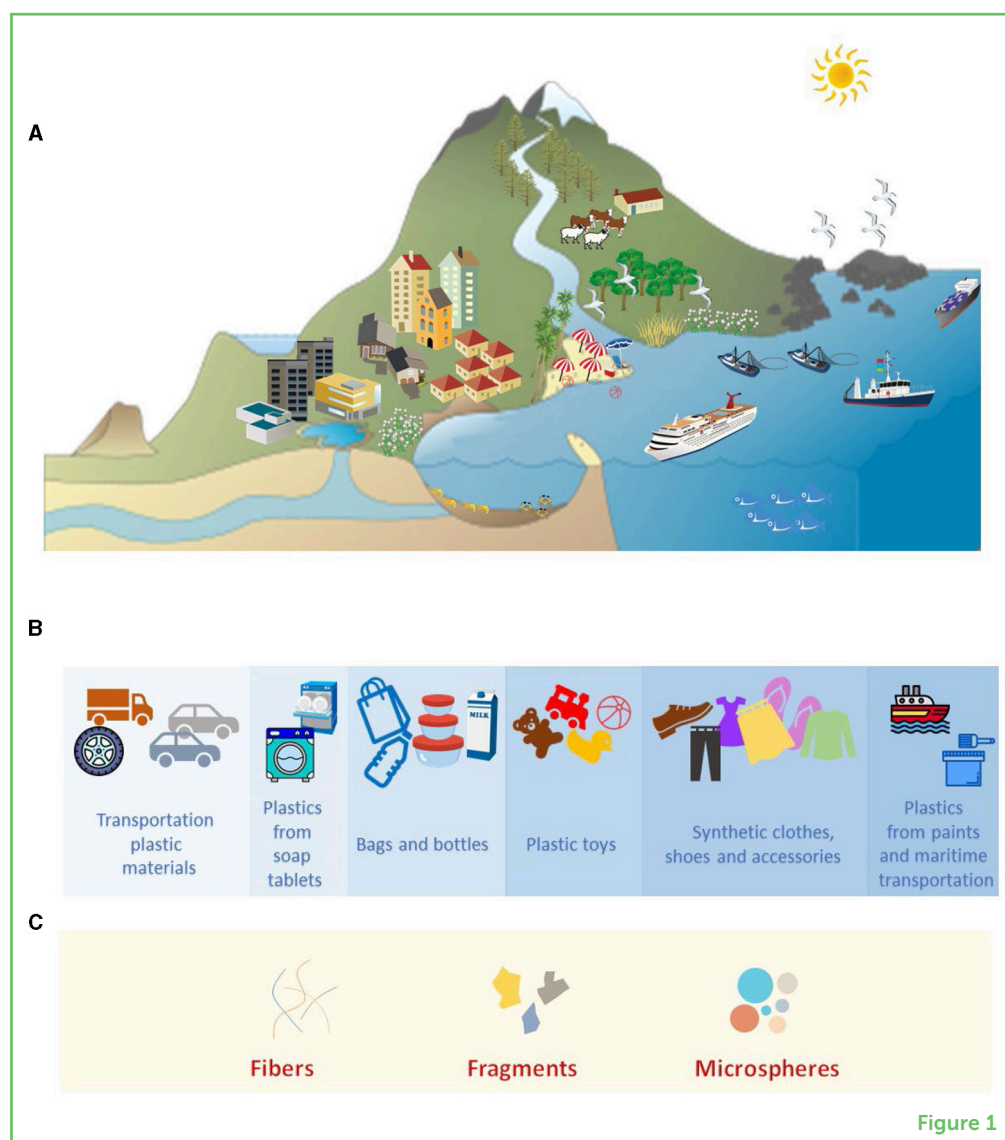 A
B
MILK
Transportation
plastic
materials
Plastics
from
soap
tablets
Bags and bottles
Plastic toys
Synthetic clothes,
shoes and accessories
Plastics
from paints
and maritime
transportation
C
Fibers
Fragments
Microspheres
Figure 1